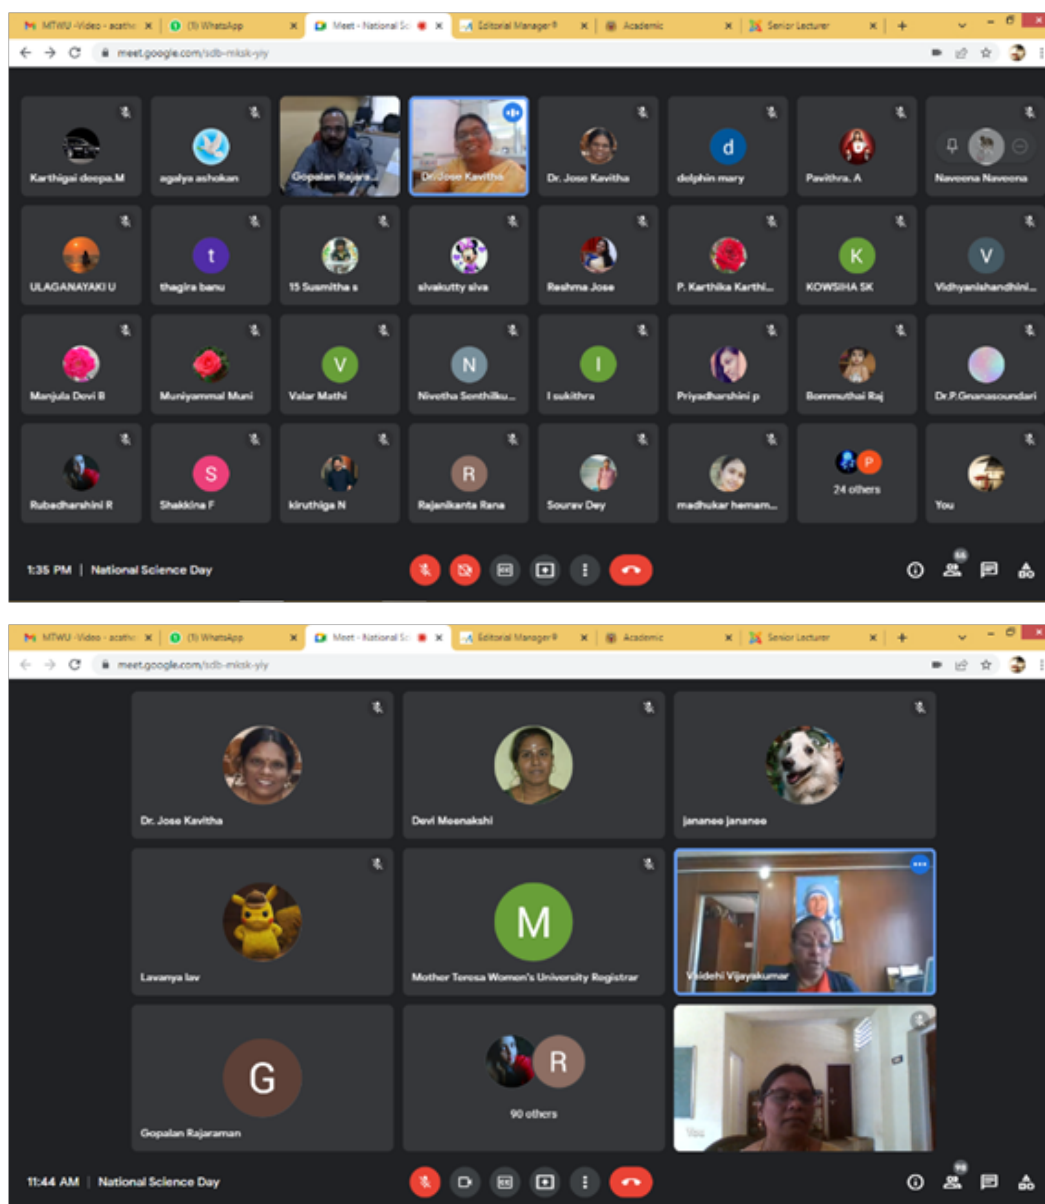 MTWU -Video - acathe
(1) WhatsApp
Meet - National Sc
Editorial Manager®
Academic
Senior Lecturer
meet.google.com/sdb-mksk-yiy
Karthigai deepa.M
agalya ashokan
Gopalan Rajara...
Dr. Jose Kavitha
Dr. Jose Kavitha
d
delphin mary
Pavithra. A
Naveena Naveena
ULAGANAYAKI U
t
thagira banu
15 Susmitha s
sivakutty siva
Reshma Jose
P. Karthika Karthi...
K
KOWSIHA SK
V
Vidhyanishandhini...
Manjula Devi B
Muniyammal Muni
V
Valar Mathi
N
Nivetha Senthilku...
I
I sukithra
Priyadharshini p
Bommuthai Raj
Dr.P.Gnanasoundari
Rubadharshini R
S
Shakkina F
kiruthiga N
R
Rajanikanta Rana
Sourav Dey
madhukar hemam...
P
24 others
You
1:35 PM | National Science Day
MTWU -Video - acathe
(1) WhatsApp
Meet - National Sc
Editorial Manager®
Academic
Senior Lecturer
meet.google.com/sdb-mksk-yiy
Dr. Jose Kavitha
Devi Meenakshi
jananee jananee
Lavanya lav
M
Mother Teresa Women's University Registrar
Vaidehi Vijayakumar
G
Gopalan Rajaraman
R
90 others
You
11:44 AM | National Science Day
98